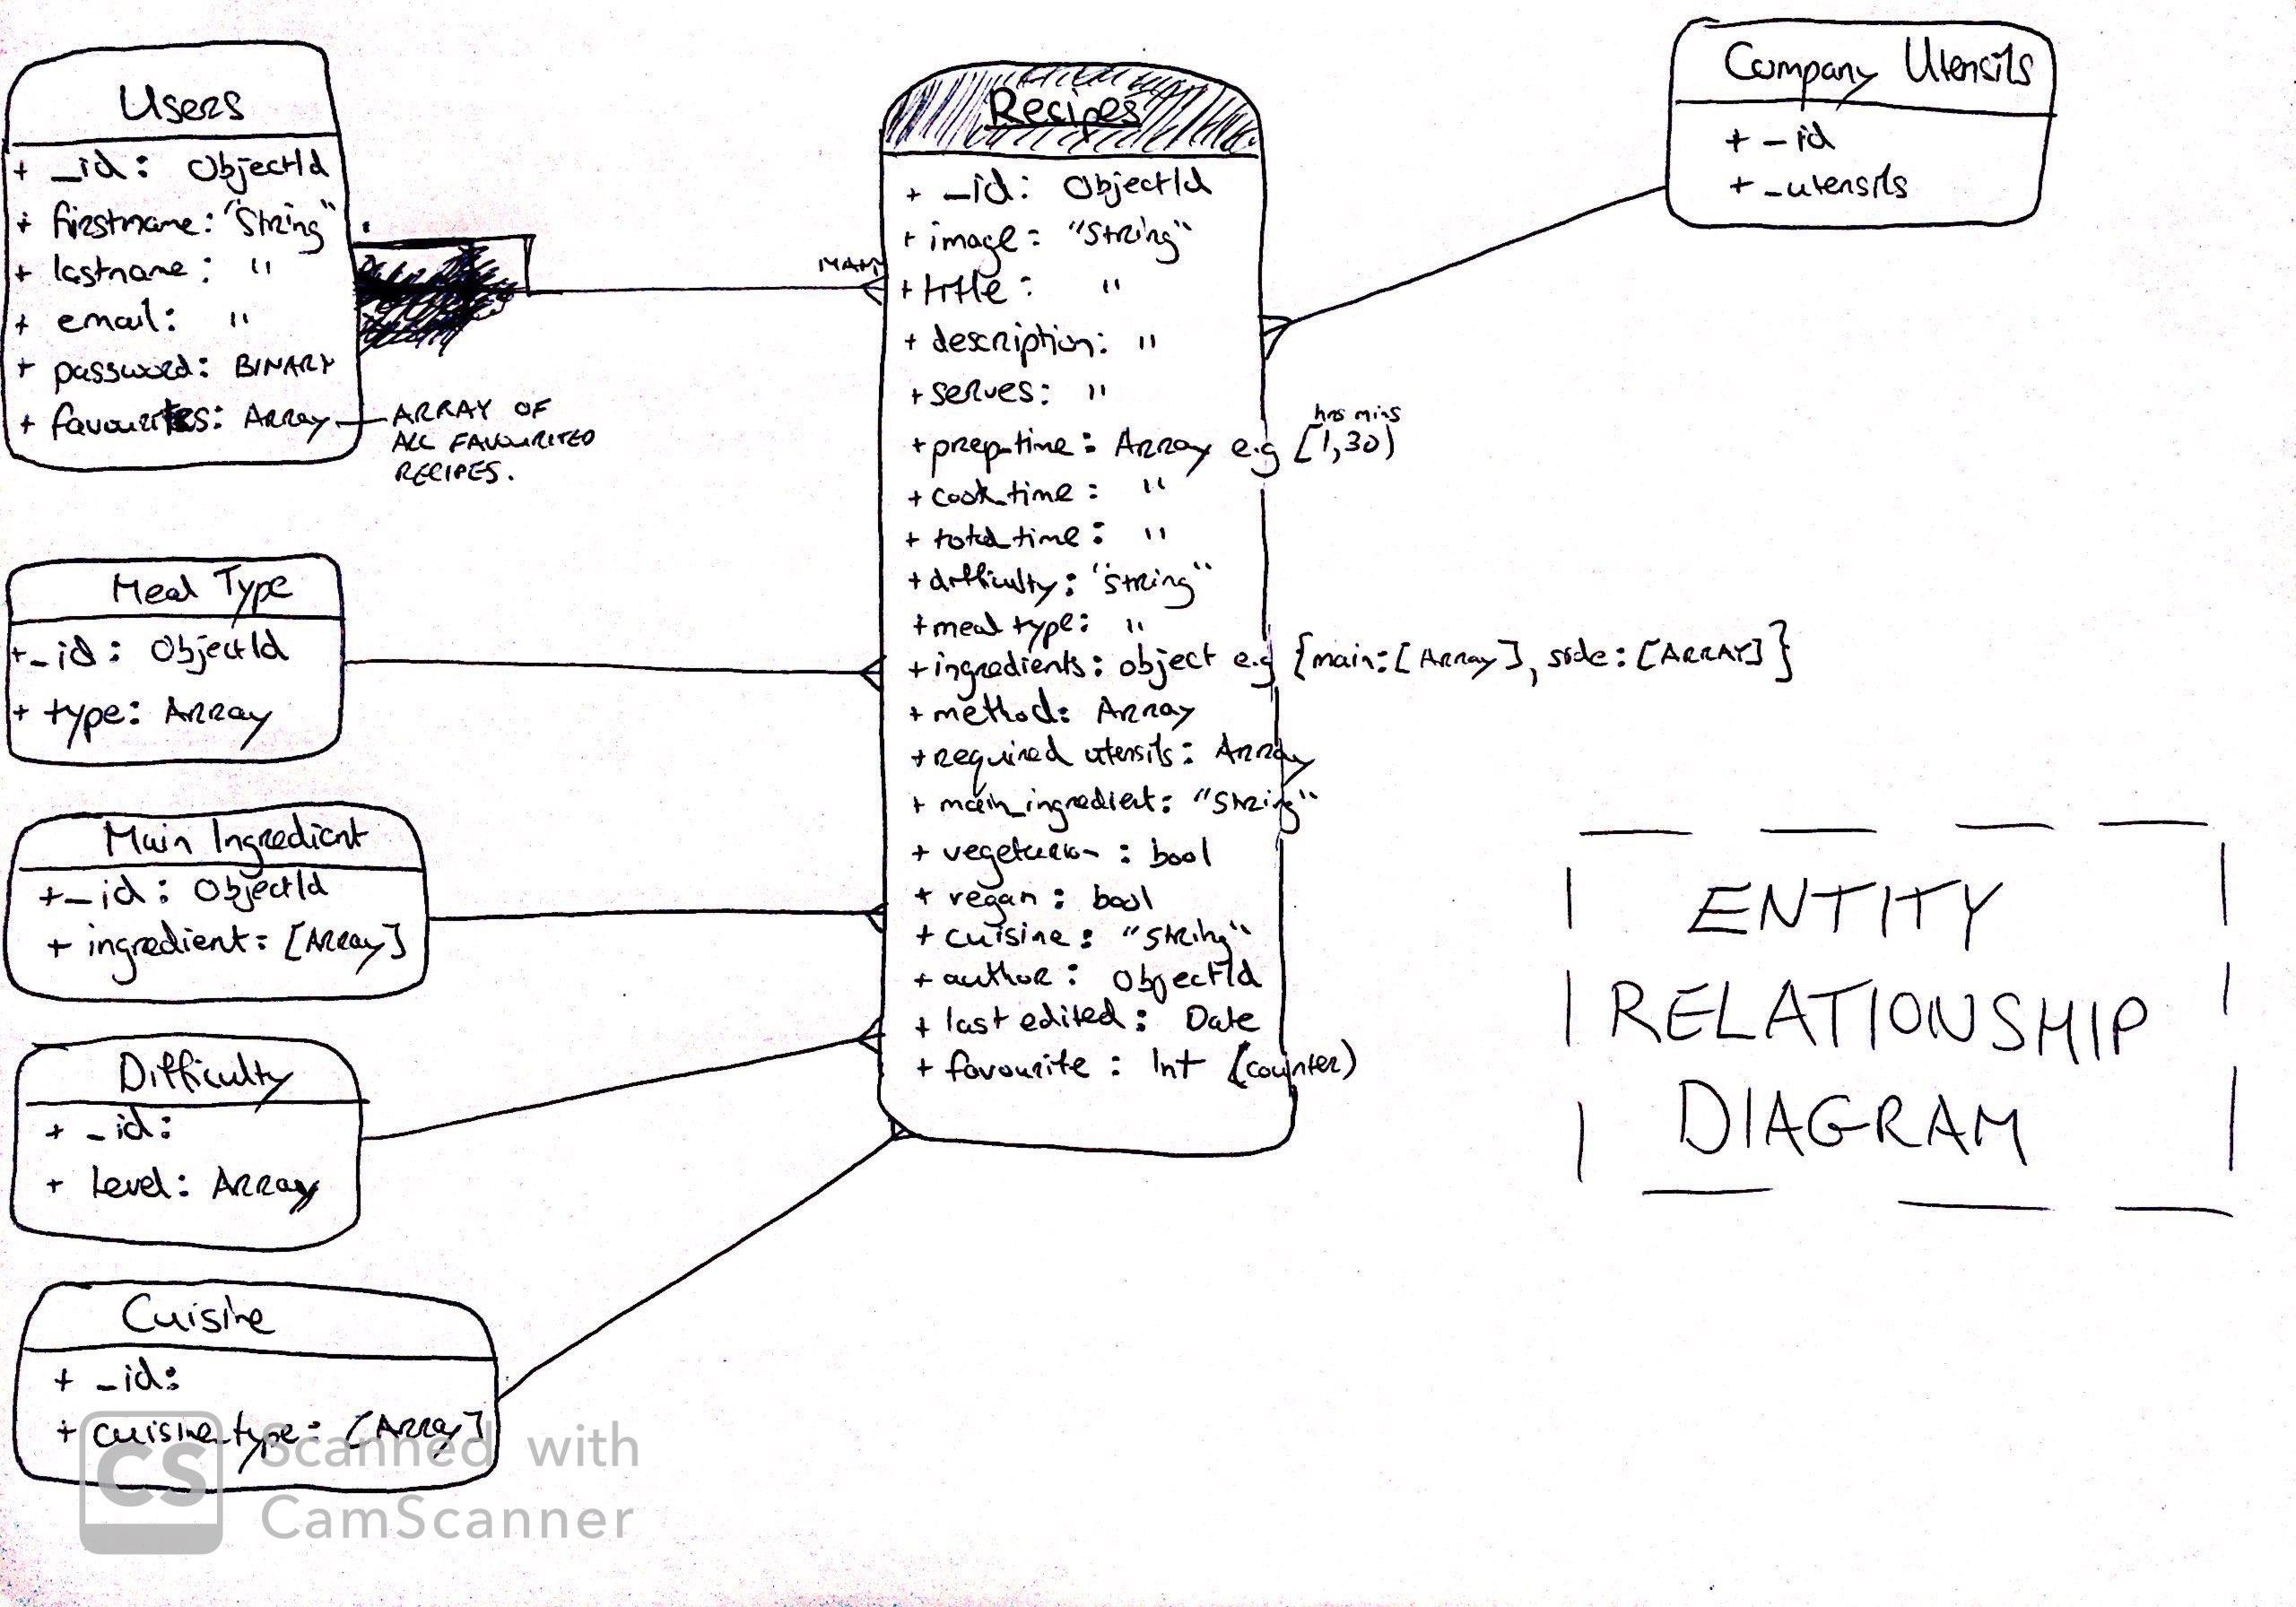 Users
+ _id: ObjectId
+ firstname: "String"
+ lastname: "
+ email: "
+ password: BINARY
+ favourites: Array
ARRAY OF
ALL FAVOURITED
RECIPES.
Meal Type
+ _id: ObjectId
+ type: Array
Main Ingredient
+ _id: ObjectId
+ ingredient: [Array]
Difficulty
+ _id:
+ Level: Array
Cuisine
+ _id:
+ cuisine_type: [Array]
Recipes
+ _id: ObjectId
+ image: "String"
+ title: "
+ description: "
+ serves: "
hrs mins
+ prep_time: Array e.g [1,30)
+ cook_time: "
+ total_time: "
+ difficulty: "String"
+ meal type: "
+ ingredients: object e.g {main:[Array], side:[ARRAY]}
+ method: Array
+ required utensils: Array
+ main_ingredient: "String"
+ vegetarian : bool
+ regan : bool
+ cuisine: "String"
+ author: ObjectId
+ last edited: Date
+ favourite : Int (counter)
Company Utensils
+ _id
+ _utensils
ENTITY
RELATIONSHIP
DIAGRAM
CS
Scanned with
CamScanner